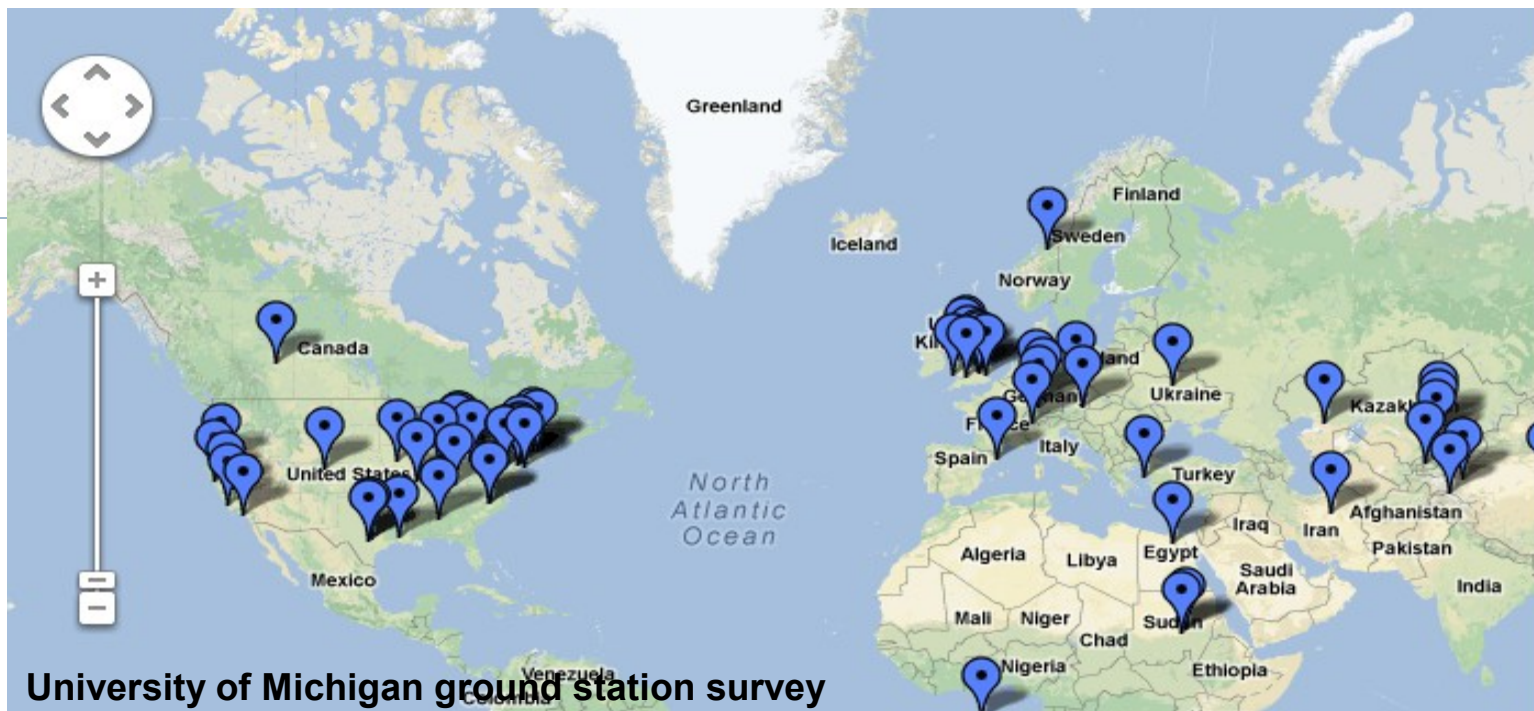 Greenland
Finland
Iceland
Sweden
Norway
Canada
Ukraine
Italy
Spain
United States
Turkey
North
Atlantic
Ocean
Iraq
Iran
Afghanistan
Pakistan
Algeria
Libya
Egypt
Saudi
Arabia
India
Mexico
Mali
Niger
Chad
Nigeria
Ethiopia
Venezuela
University of Michigan ground station survey